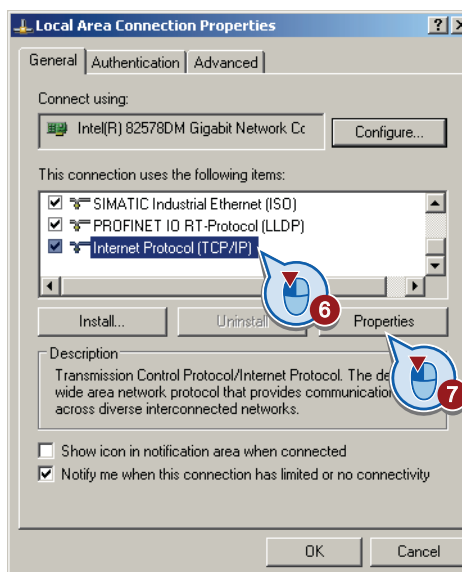 Local Area Connection Properties
General Authentication Advanced
Connect using:
Intel(R) 82578DM Gigabit Network Cc Configure...
This connection uses the following items:
SIMATIC Industrial Ethernet (ISO)
PROFINET IO RT-Protocol (LLDP)
Internet Protocol (TCP/IP)
6
Install... Uninstall Properties
7
Description
Transmission Control Protocol/Internet Protocol. The
wide area network protocol that provides communication
across diverse interconnected networks.
Show icon in notification area when connected
Notify me when this connection has limited or no connectivity
OK Cancel